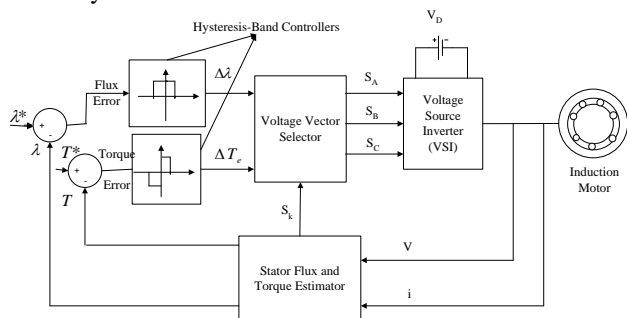 Hysteresis-Band Controllers
V_D
Flux
Error
Δλ
λ*
+
-
λ
T*
Torque
Error
+
-
T
ΔT_e
Voltage Vector
Selector
S_A
S_B
S_C
Voltage
Source
Inverter
(VSI)
+
-
Induction
Motor
S_k
Stator Flux and
Torque Estimator
V
i